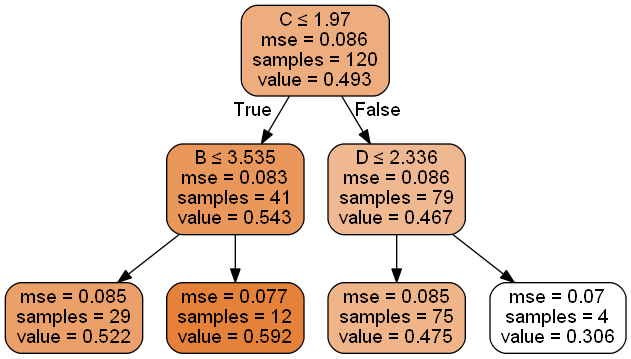 C ≤ 1.97
mse = 0.086
samples = 120
value = 0.493
True
False
B ≤ 3.535
mse = 0.083
samples = 41
value = 0.543
D ≤ 2.336
mse = 0.086
samples = 79
value = 0.467
mse = 0.085
samples = 29
value = 0.522
mse = 0.077
samples = 12
value = 0.592
mse = 0.085
samples = 75
value = 0.475
mse = 0.07
samples = 4
value = 0.306